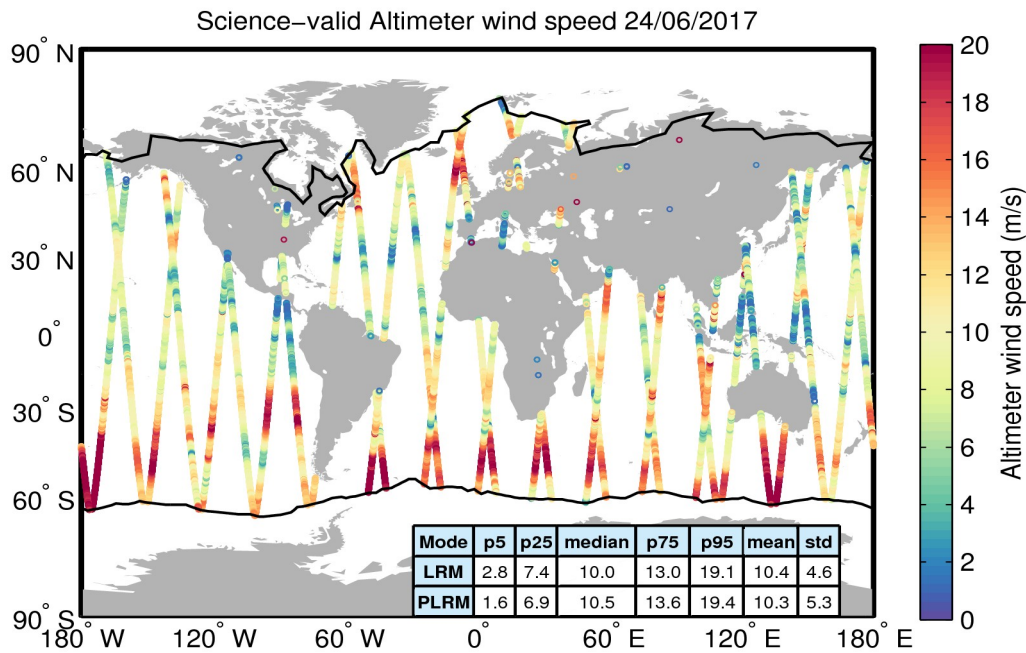 Science−valid Altimeter wind speed 24/06/2017
90° N
60° N
30° N
0°
30° S
60° S
90° S
180° W
120° W
60° W
0°
60° E
120° E
180° E
20
18
16
14
12
10
8
6
4
2
0
Altimeter wind speed (m/s)
Mode p5 p25 median p75 p95 mean std
LRM 2.8 7.4 10.0 13.0 19.1 10.4 4.6
PLRM 1.6 6.9 10.5 13.6 19.4 10.3 5.3